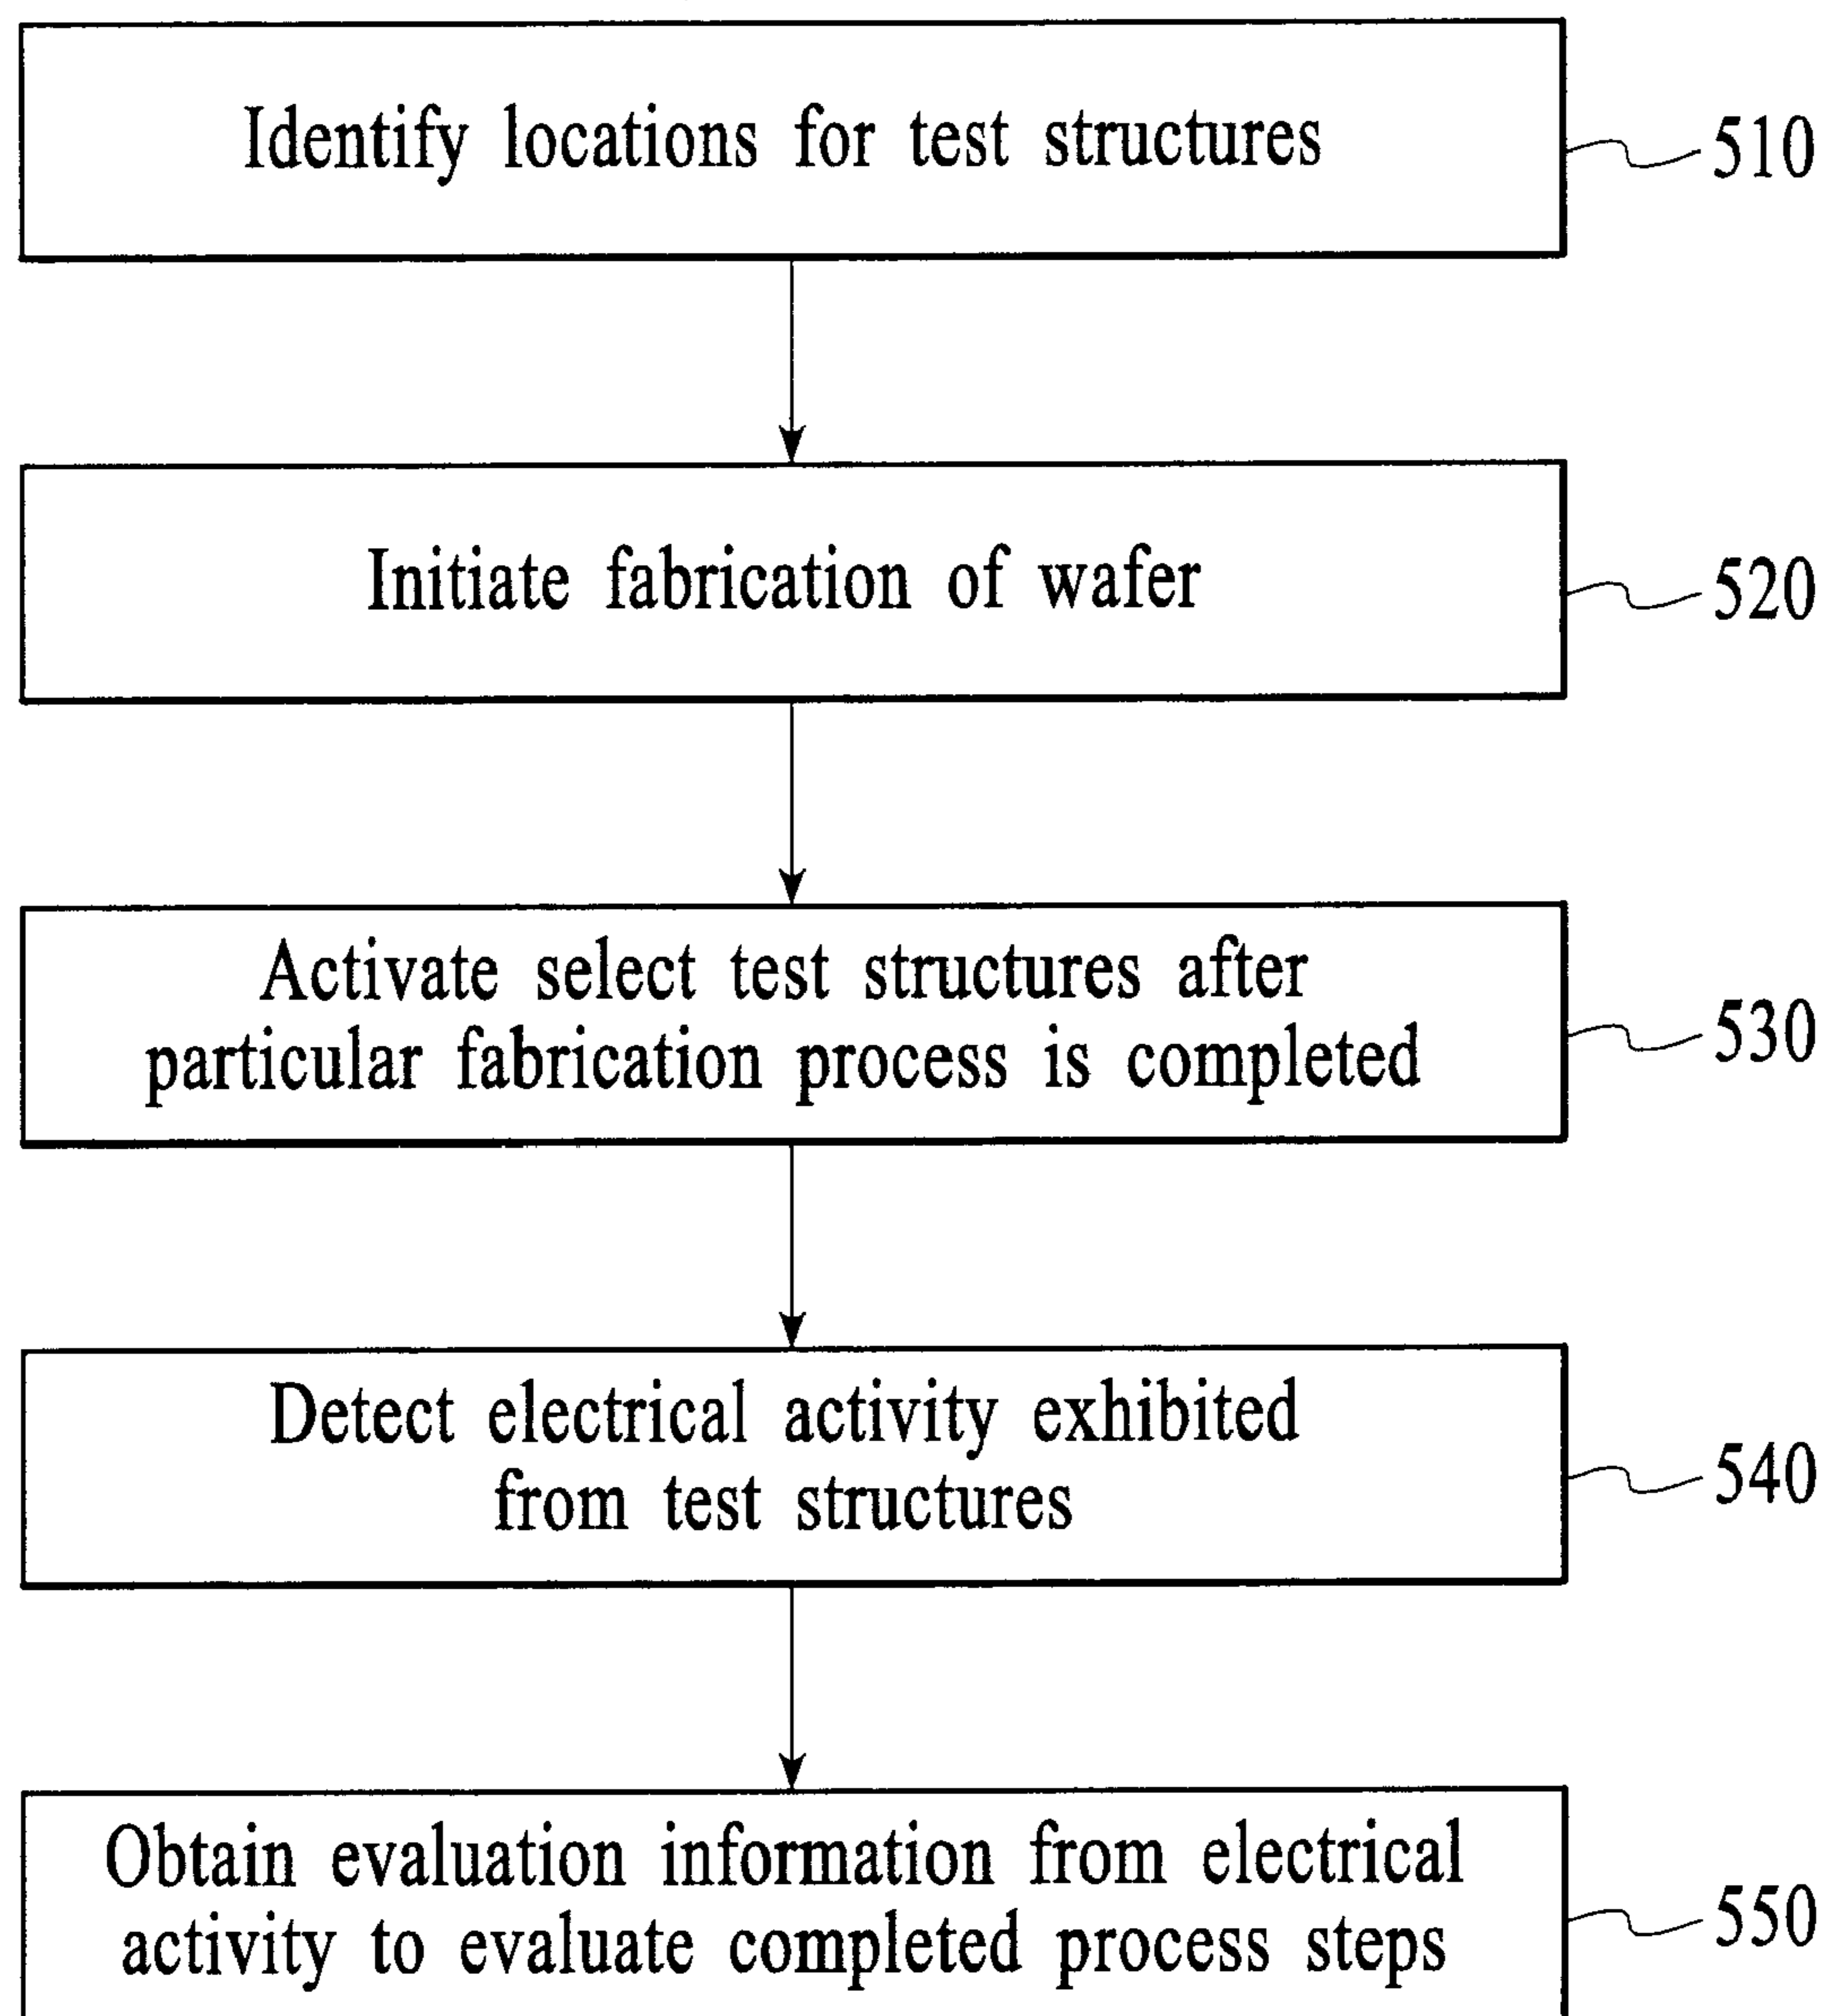 Identify locations for test structures
510
Initiate fabrication of wafer
520
Activate select test structures after
particular fabrication process is completed
530
Detect electrical activity exhibited
from test structures
540
Obtain evaluation information from electrical
activity to evaluate completed process steps
550